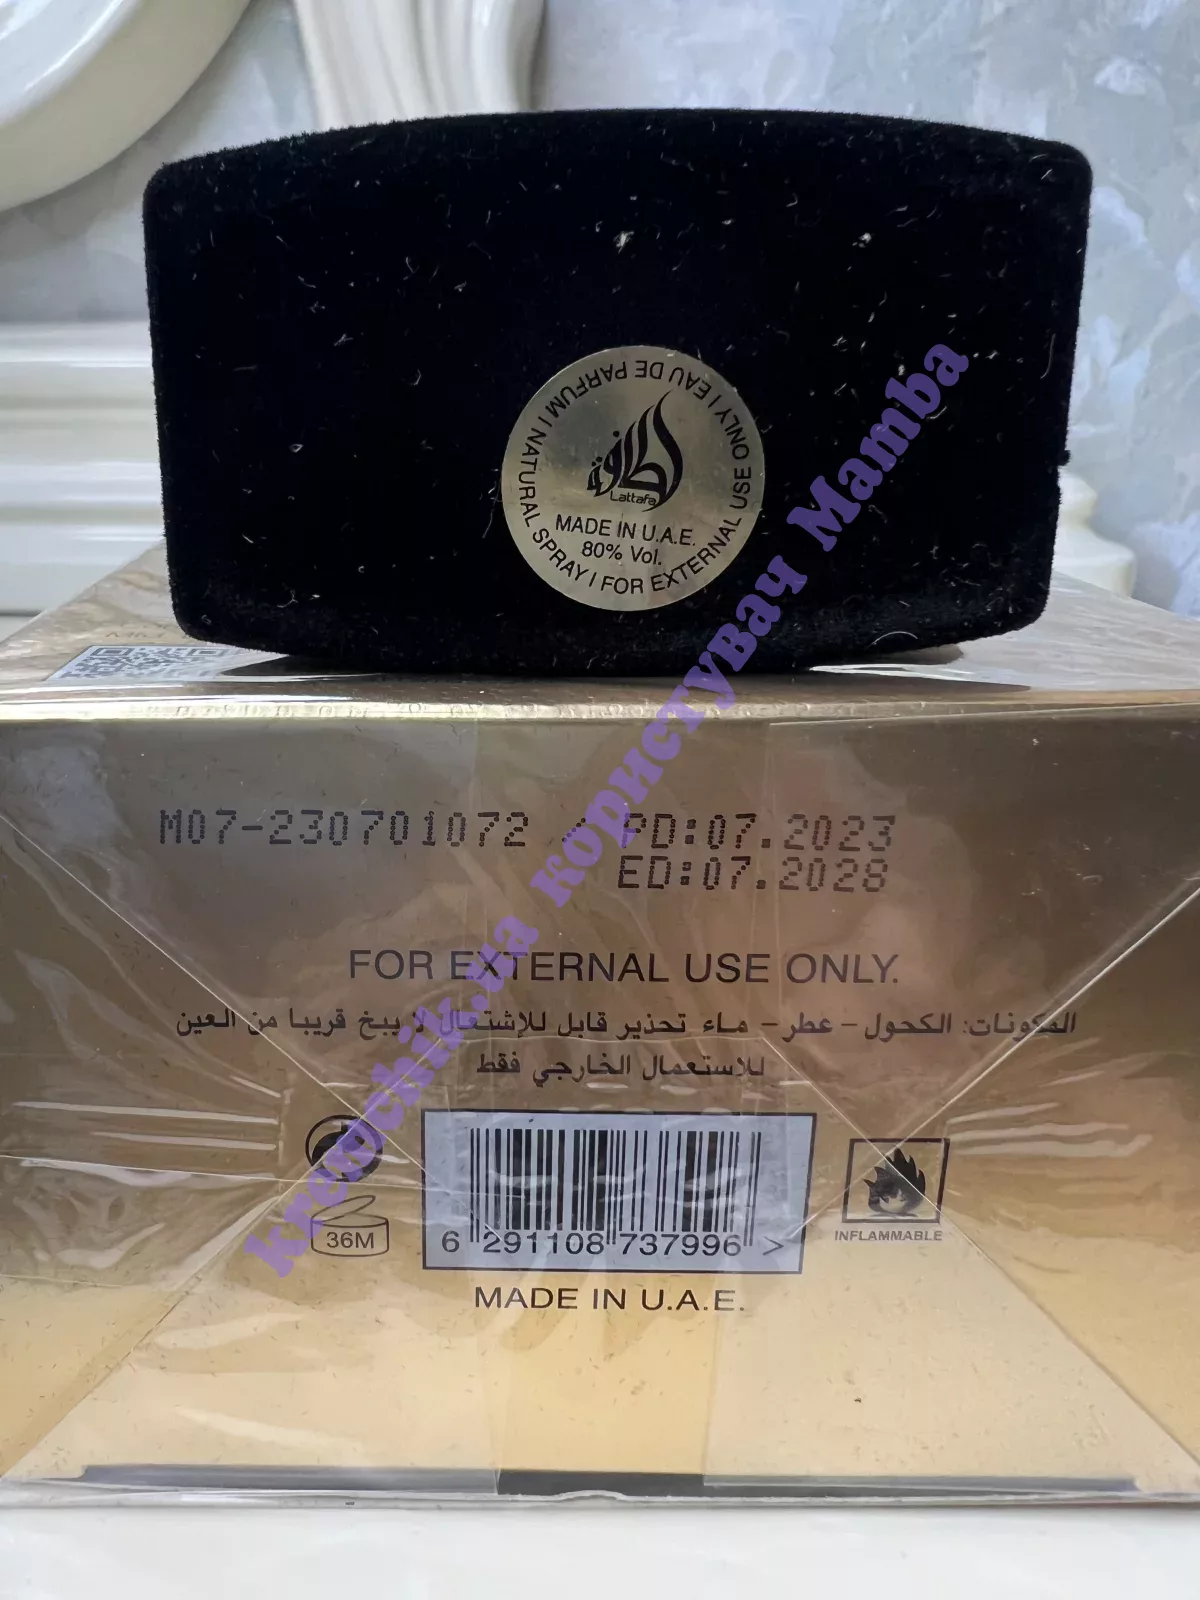 EAU DE PARFUM / NATURAL SPRAY / FOR EXTERNAL USE ONLY /
لطافة
Lattafa
MADE IN U.A.E.
80% Vol.
M07-230701072 / PD:07.2023
ED:07.2028
FOR EXTERNAL USE ONLY.
المكونات: الكحول - عطر - ماء تحذير قابل للإشتعال لا يبخ قريبا من العين
للاستعمال الخارجي فقط
36M
6 291108 737996 >
INFLAMMABLE
MADE IN U.A.E.
kremchik.ua користувач Mamba